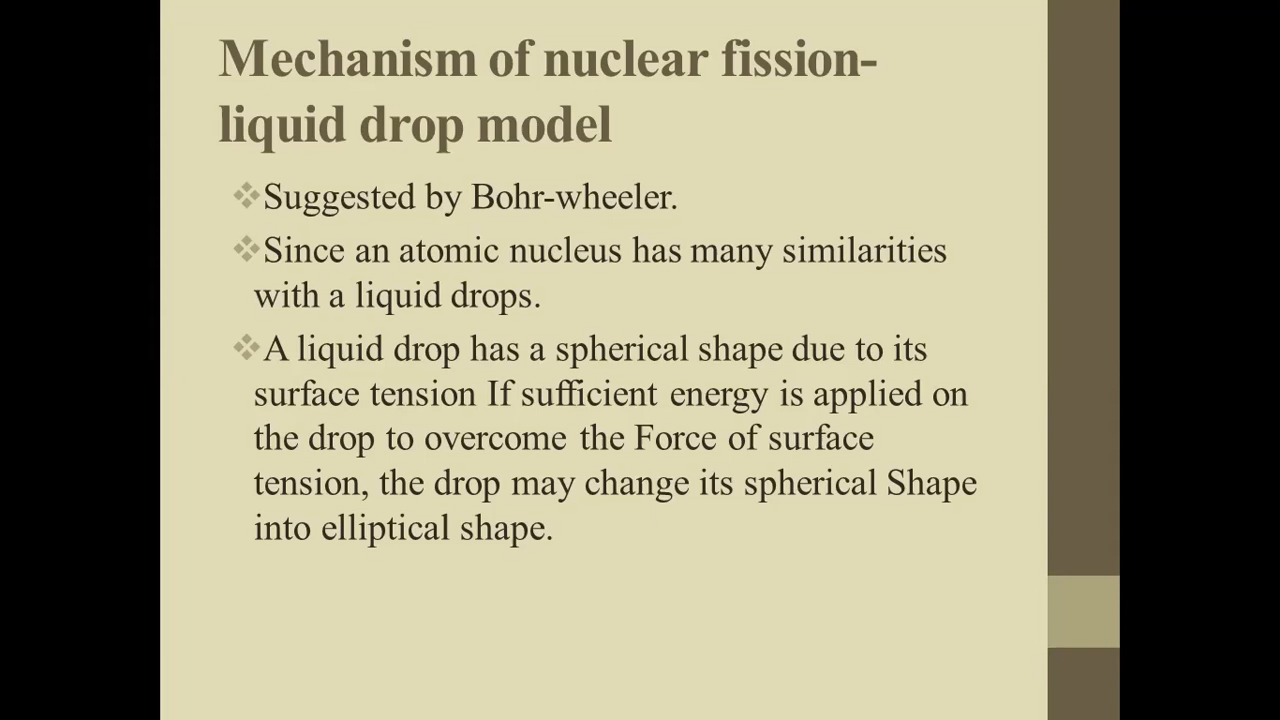 Mechanism of nuclear fission-
liquid drop model
❖Suggested by Bohr-wheeler.
❖Since an atomic nucleus has many similarities
with a liquid drops.
❖A liquid drop has a spherical shape due to its
surface tension If sufficient energy is applied on
the drop to overcome the Force of surface
tension, the drop may change its spherical Shape
into elliptical shape.